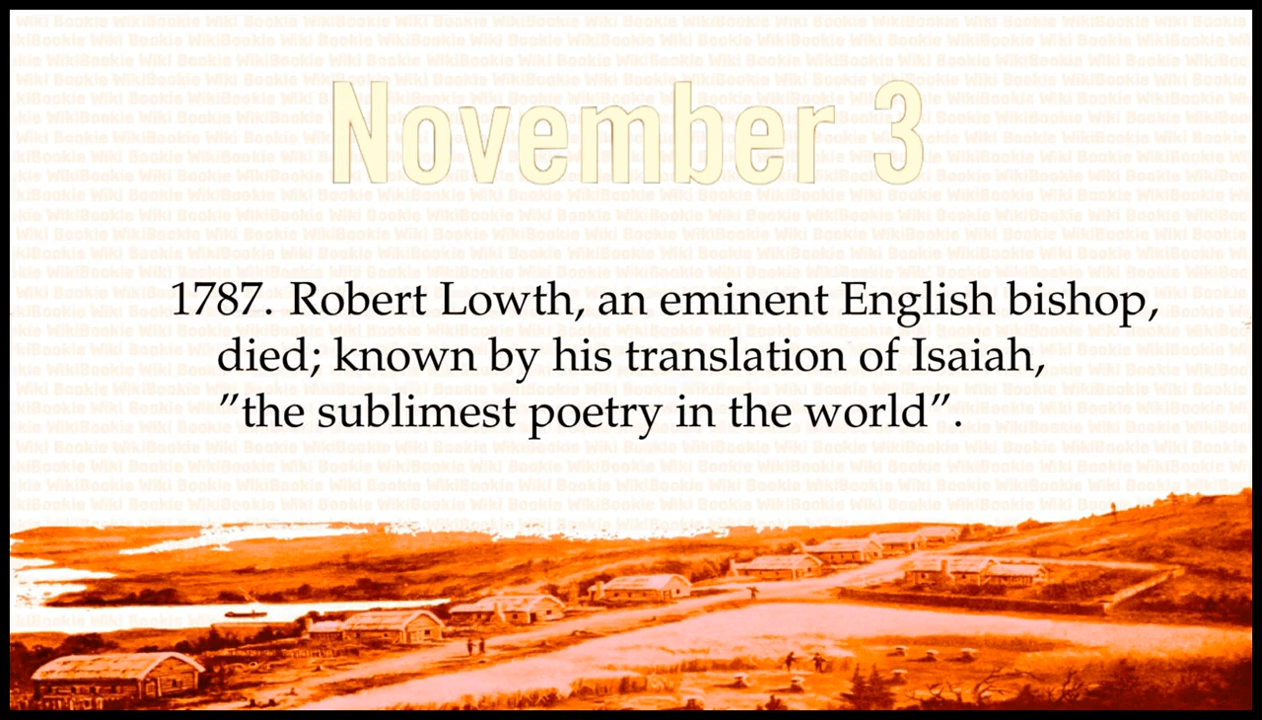 November 3
1787. Robert Lowth, an eminent English bishop,
died; known by his translation of Isaiah,
”the sublimest poetry in the world”.